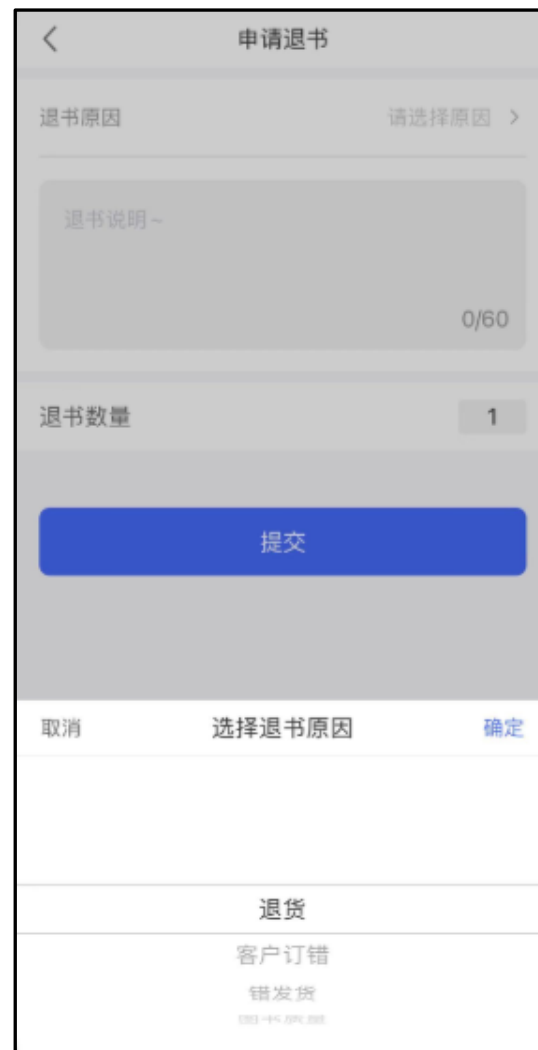 申请退书
退书原因 请选择原因
退书说明~
0/60
退书数量 1
提交
取消 选择退书原因 确定
退货
客户订错
错发货